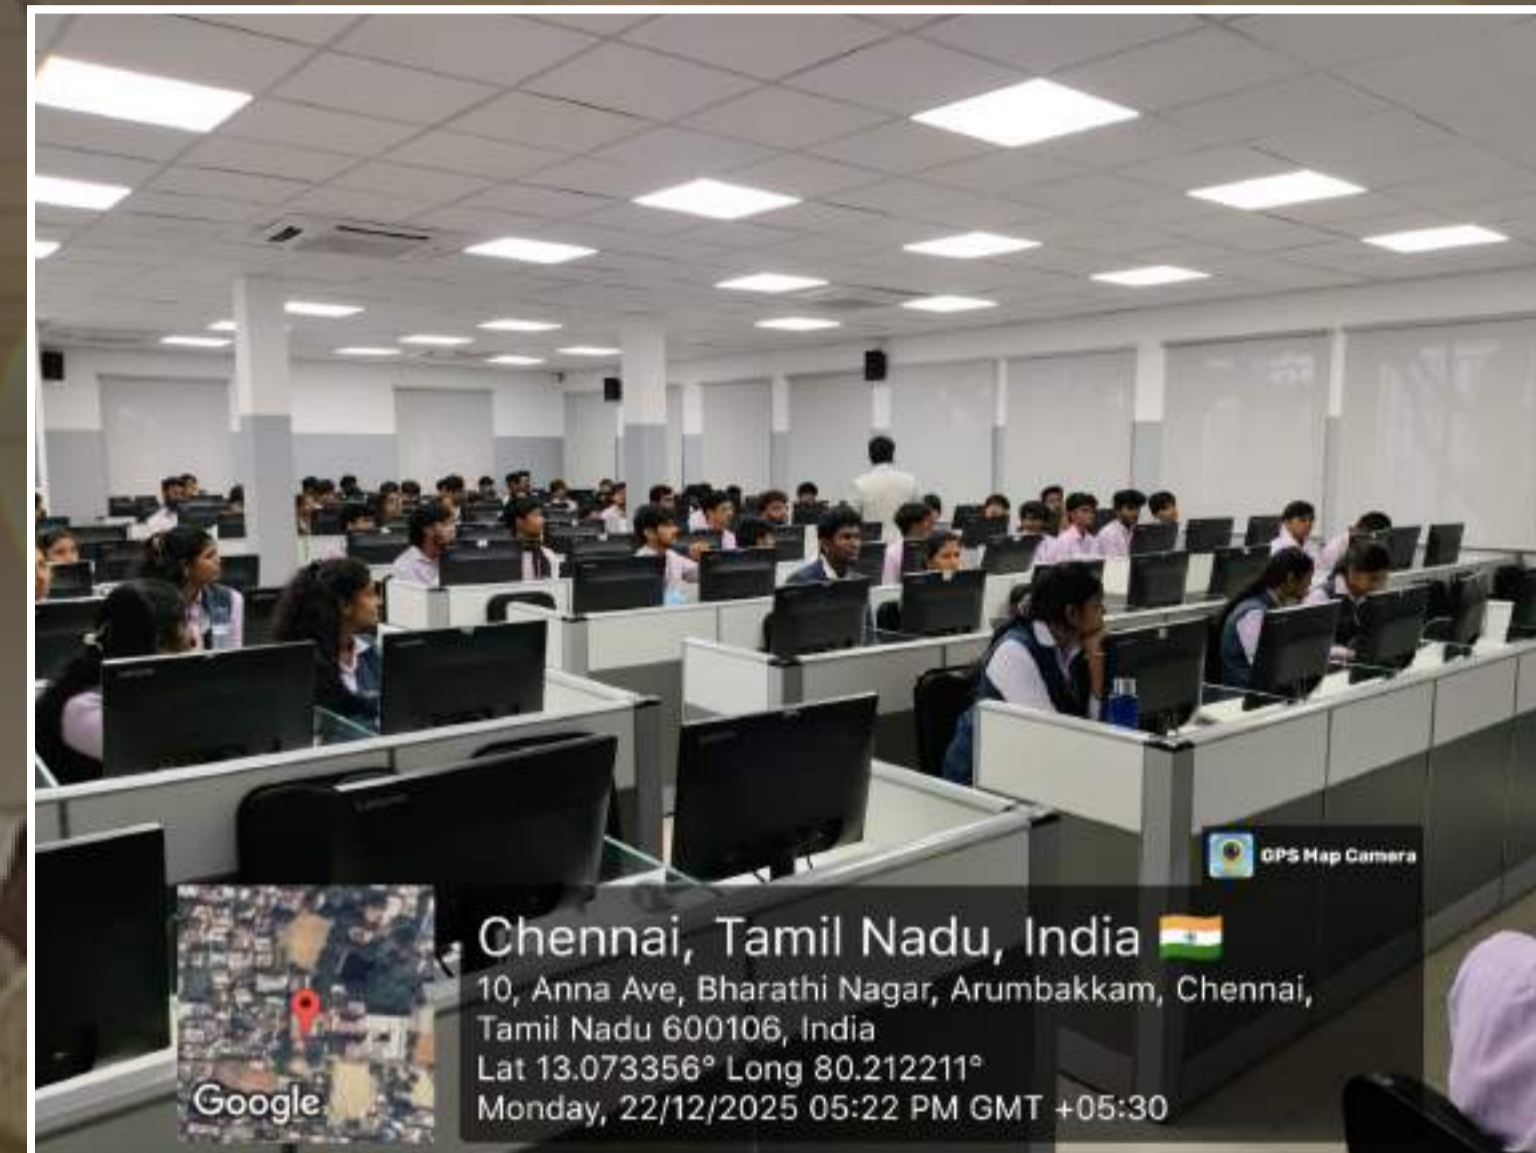 GPS Map Camera
Chennai, Tamil Nadu, India
10, Anna Ave, Bharathi Nagar, Arumbakkam, Chennai,
Tamil Nadu 600106, India
Lat 13.073356° Long 80.212211°
Monday, 22/12/2025 05:22 PM GMT +05:30
Google